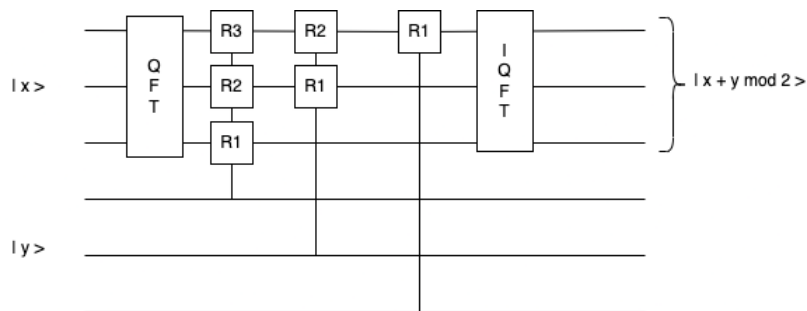 R3 R2 R1
Q
F
T
I
Q
F
T
| x >
R2 R1
| x + y mod 2 >
R1
| y >